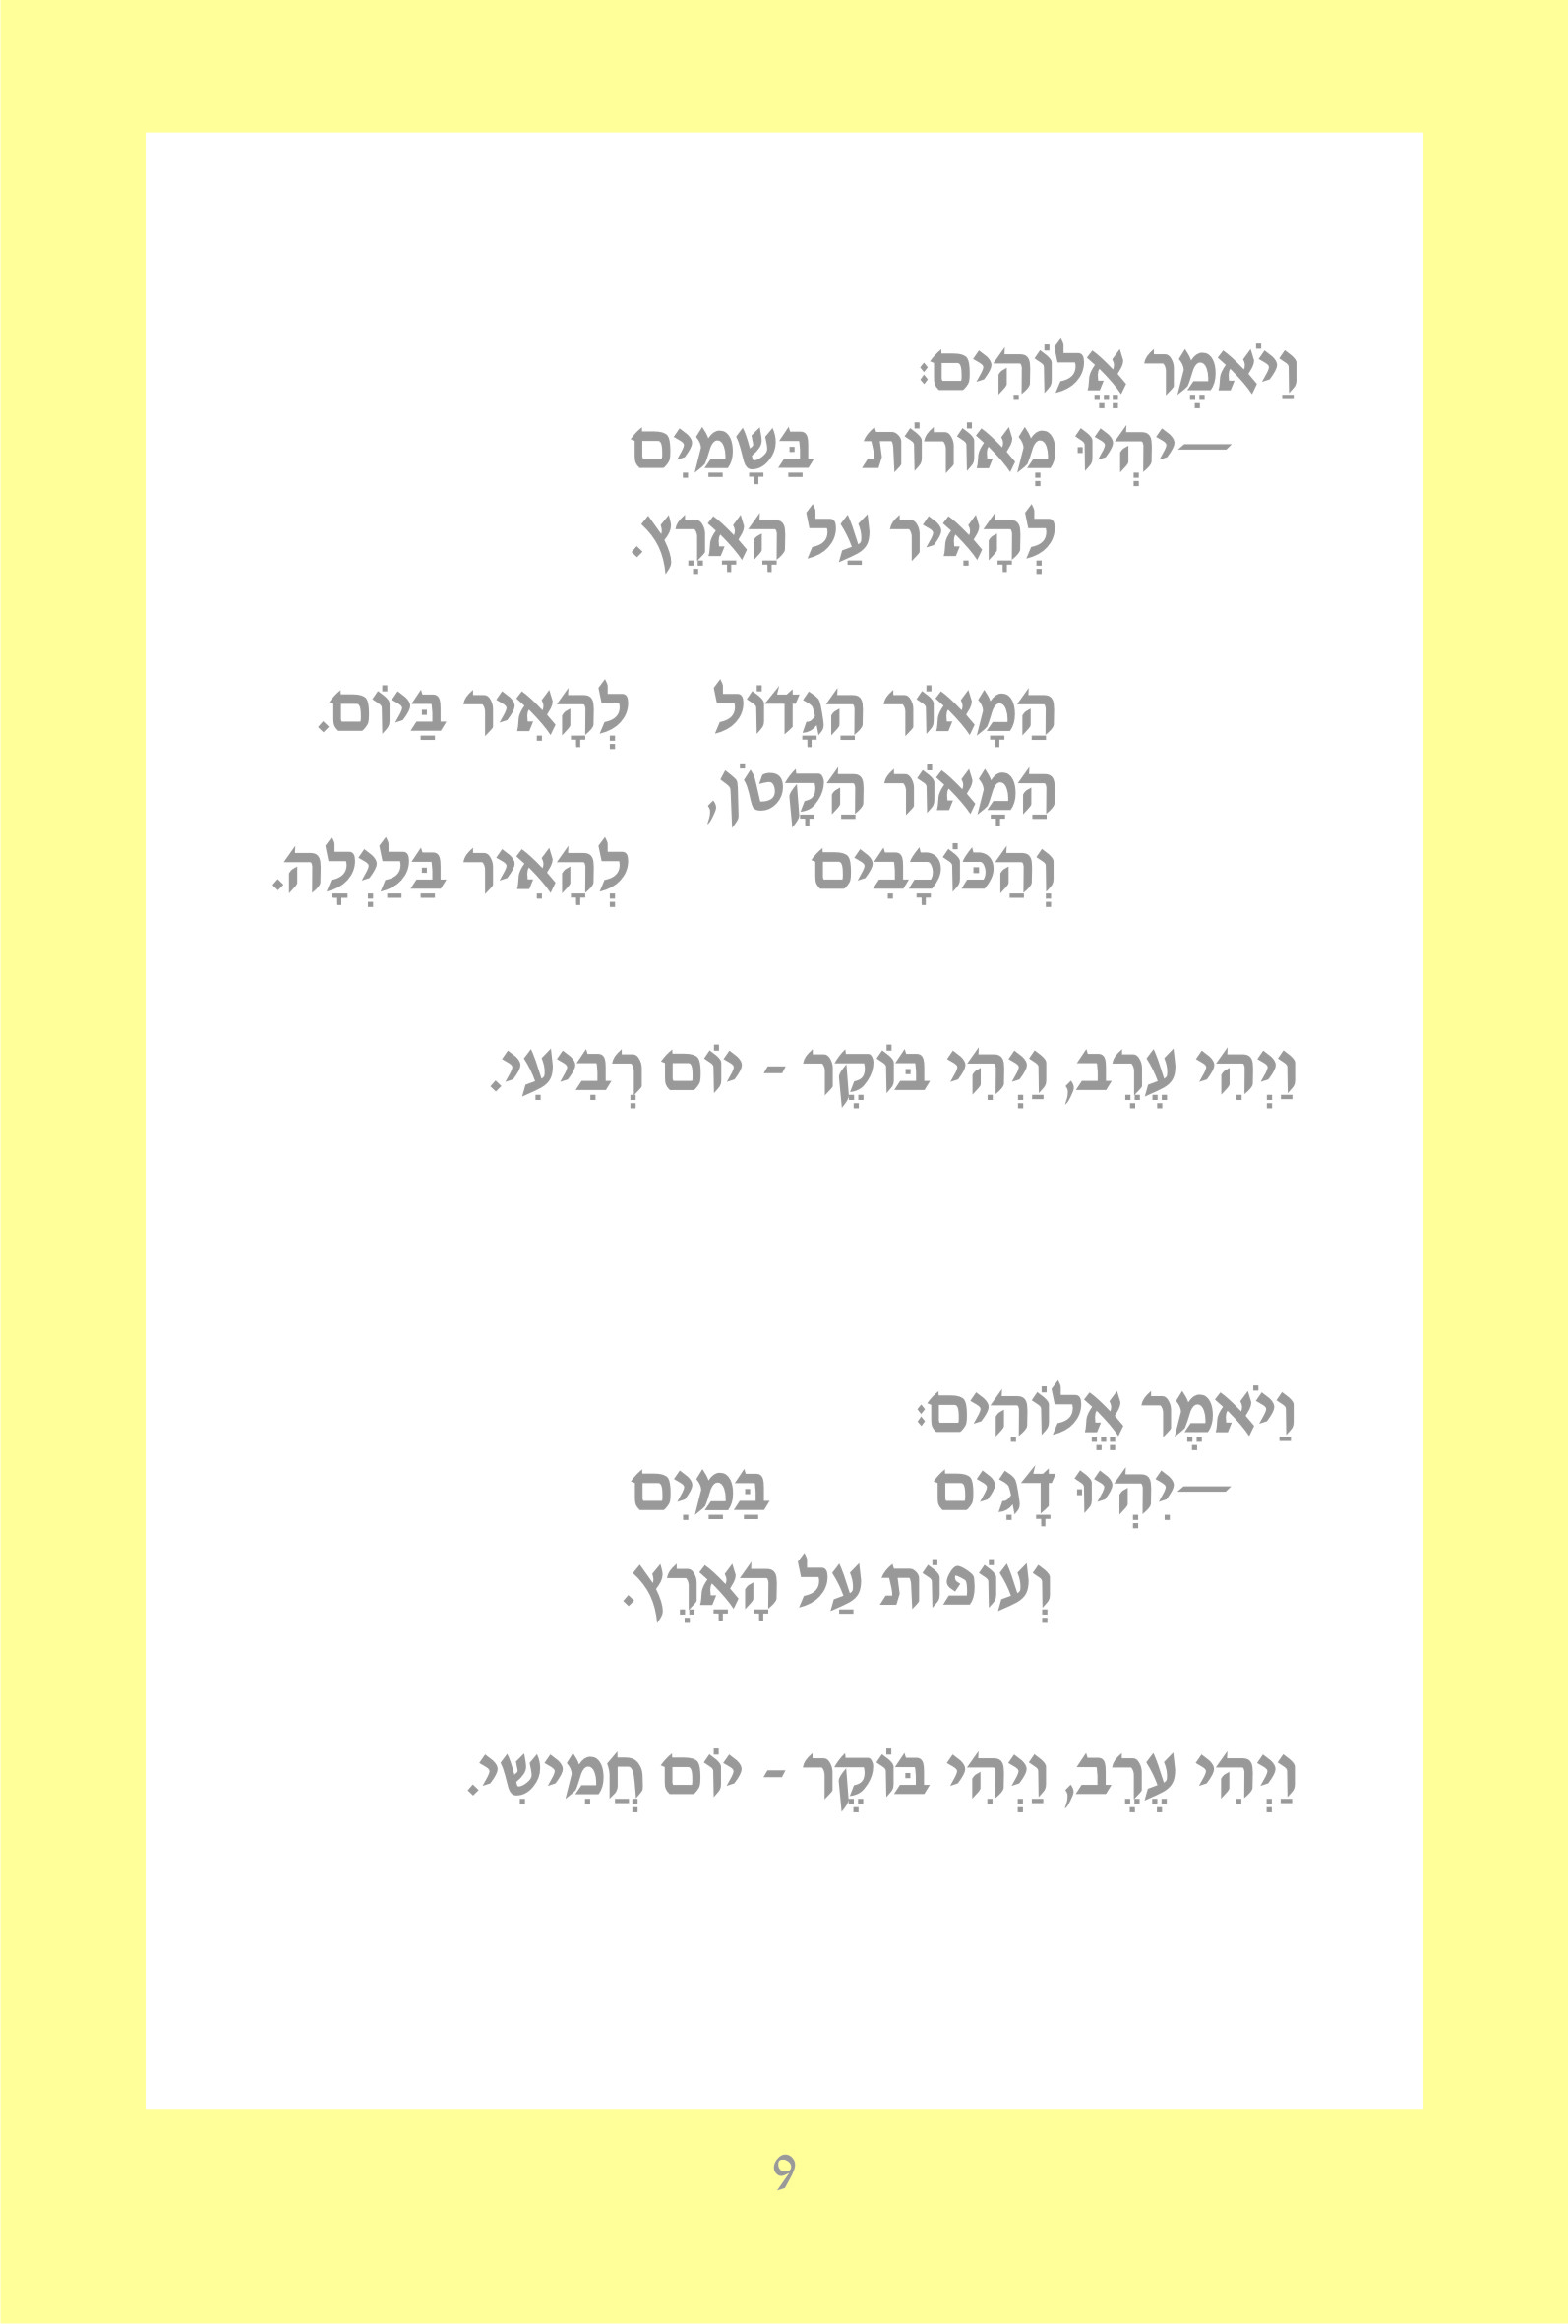 וַיֹּאמֶר אֱלוֹהִים:
—יִהְיוּ מְאוֹרוֹת בַּשָׁמַיִם
לְהָאִיר עַל הָאָרֶץ.
הַמָאוֹר הַגָדוֹל לְהָאִיר בַּיוֹם.
הַמָאוֹר הַקָטֹן,
וְהַכּוֹכָבִים לְהָאִיר בַּלַיְלָה.
וַיְהִי עֶרֶב, וַיְהִי בּוֹקֶר - יוֹם רְבִיעִי.
וַיֹאמֶר אֱלוֹהִים:
—יִהְיוּ דָגִים בַּמַיִם
וְעוֹפוֹת עַל הָאָרֶץ.
וַיְהִי עֶרֶב, וַיְהִי בּוֹקֶר - יוֹם חֲמִישִי.
9